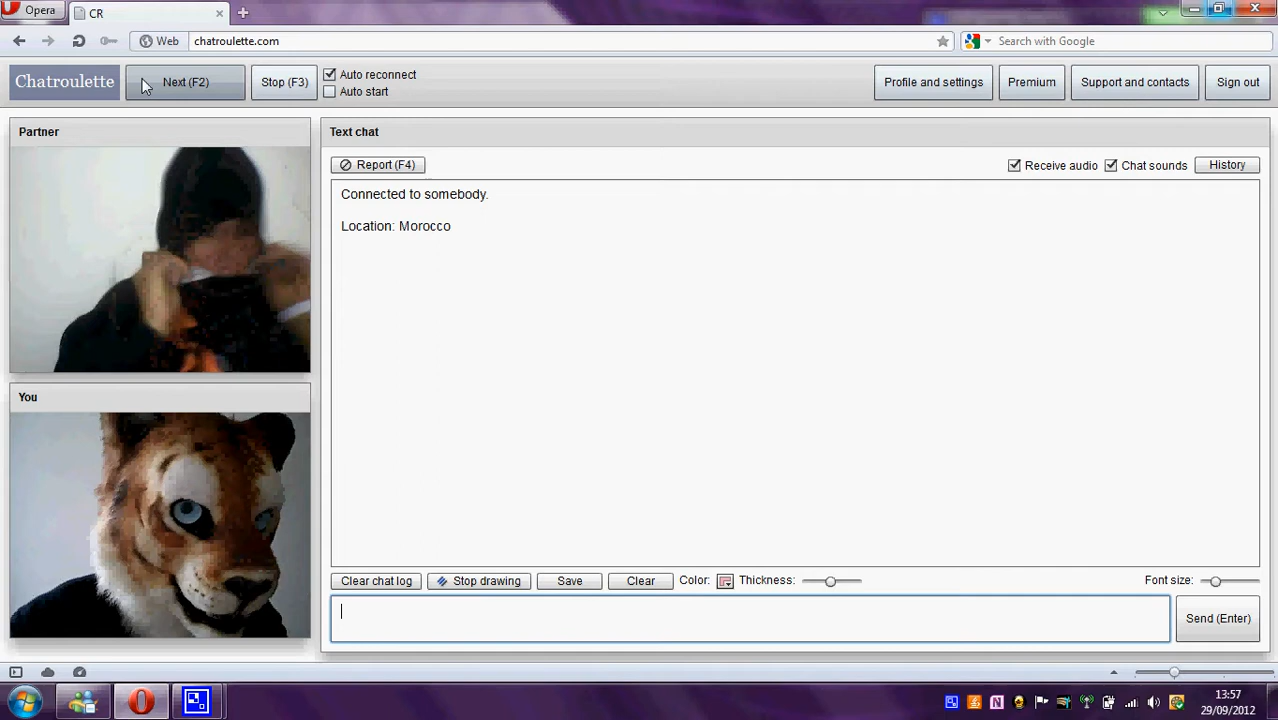 Opera
CR
Web
chatroulette.com
Search with Google
Chatroulette
Next (F2)
Stop (F3)
Auto reconnect
Auto start
Profile and settings
Premium
Support and contacts
Sign out
Partner
You
Text chat
Report (F4)
Receive audio
Chat sounds
History
Connected to somebody.
Location: Morocco
Clear chat log
Stop drawing
Save
Clear
Color:
Thickness:
Font size:
Send (Enter)
13:57
29/09/2012